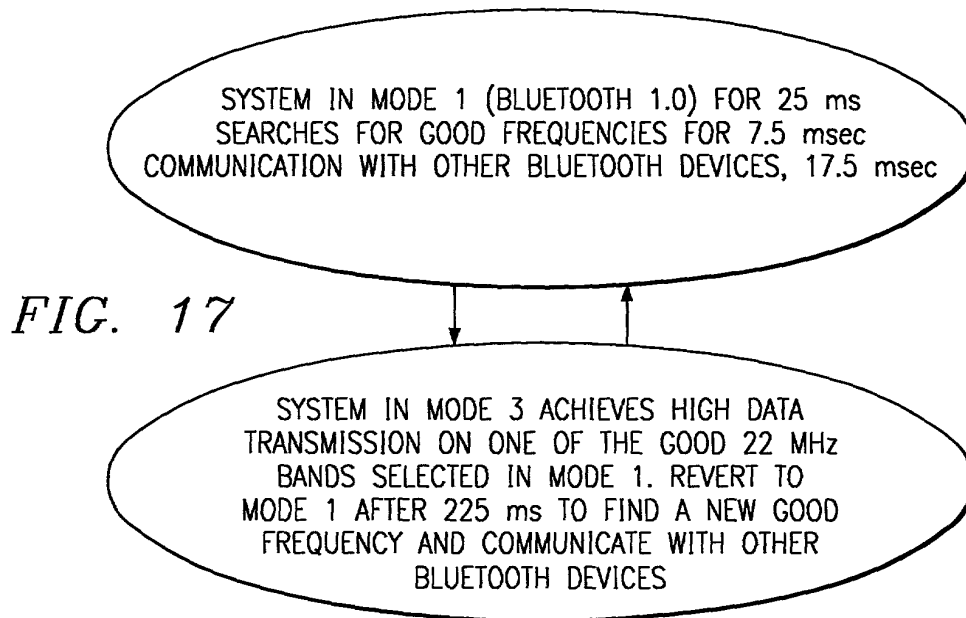 SYSTEM IN MODE 1 (BLUETOOTH 1.0) FOR 25 ms
SEARCHES FOR GOOD FREQUENCIES FOR 7.5 msec
COMMUNICATION WITH OTHER BLUETOOTH DEVICES, 17.5 msec
FIG. 17
SYSTEM IN MODE 3 ACHIEVES HIGH DATA
TRANSMISSION ON ONE OF THE GOOD 22 MHz
BANDS SELECTED IN MODE 1. REVERT TO
MODE 1 AFTER 225 ms TO FIND A NEW GOOD
FREQUENCY AND COMMUNICATE WITH OTHER
BLUETOOTH DEVICES